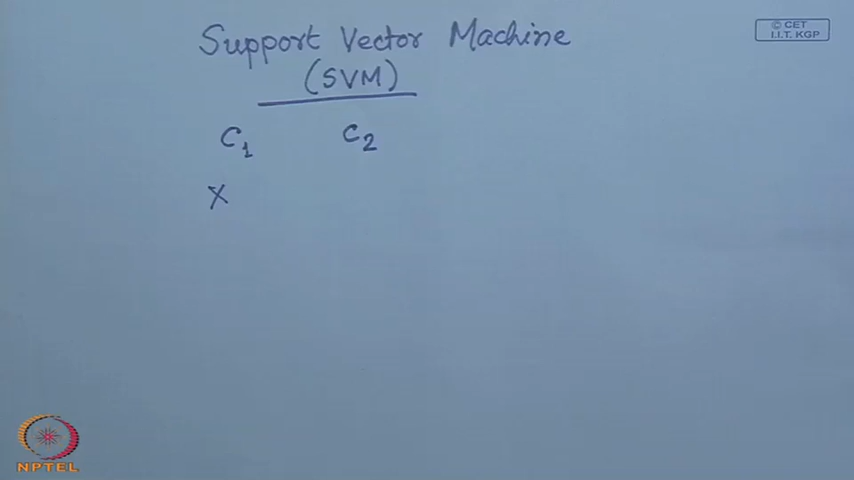 Support Vector Machine
(SVM)
C1 C2
X
© CET
I.I.T. KGP
NPTEL